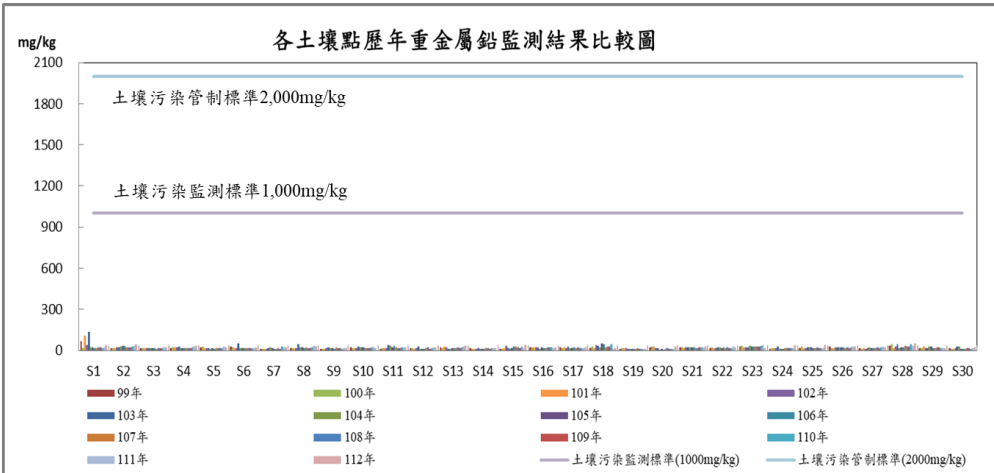 各土壤點歷年重金屬鉛監測結果比較圖
mg/kg
2100
土壤污染管制標準2,000mg/kg
1800
1500
1200
土壤污染監測標準1,000mg/kg
900
600
300
0
S1 S2 S3 S4 S5 S6 S7 S8 S9 S10 S11 S12 S13 S14 S15 S16 S17 S18 S19 S20 S21 S22 S23 S24 S25 S26 S27 S28 S29 S30
99年 100年 101年 102年
103年 104年 105年 106年
107年 108年 109年 110年
111年 112年 土壤污染監測標準(1000mg/kg) 土壤污染管制標準(2000mg/kg)